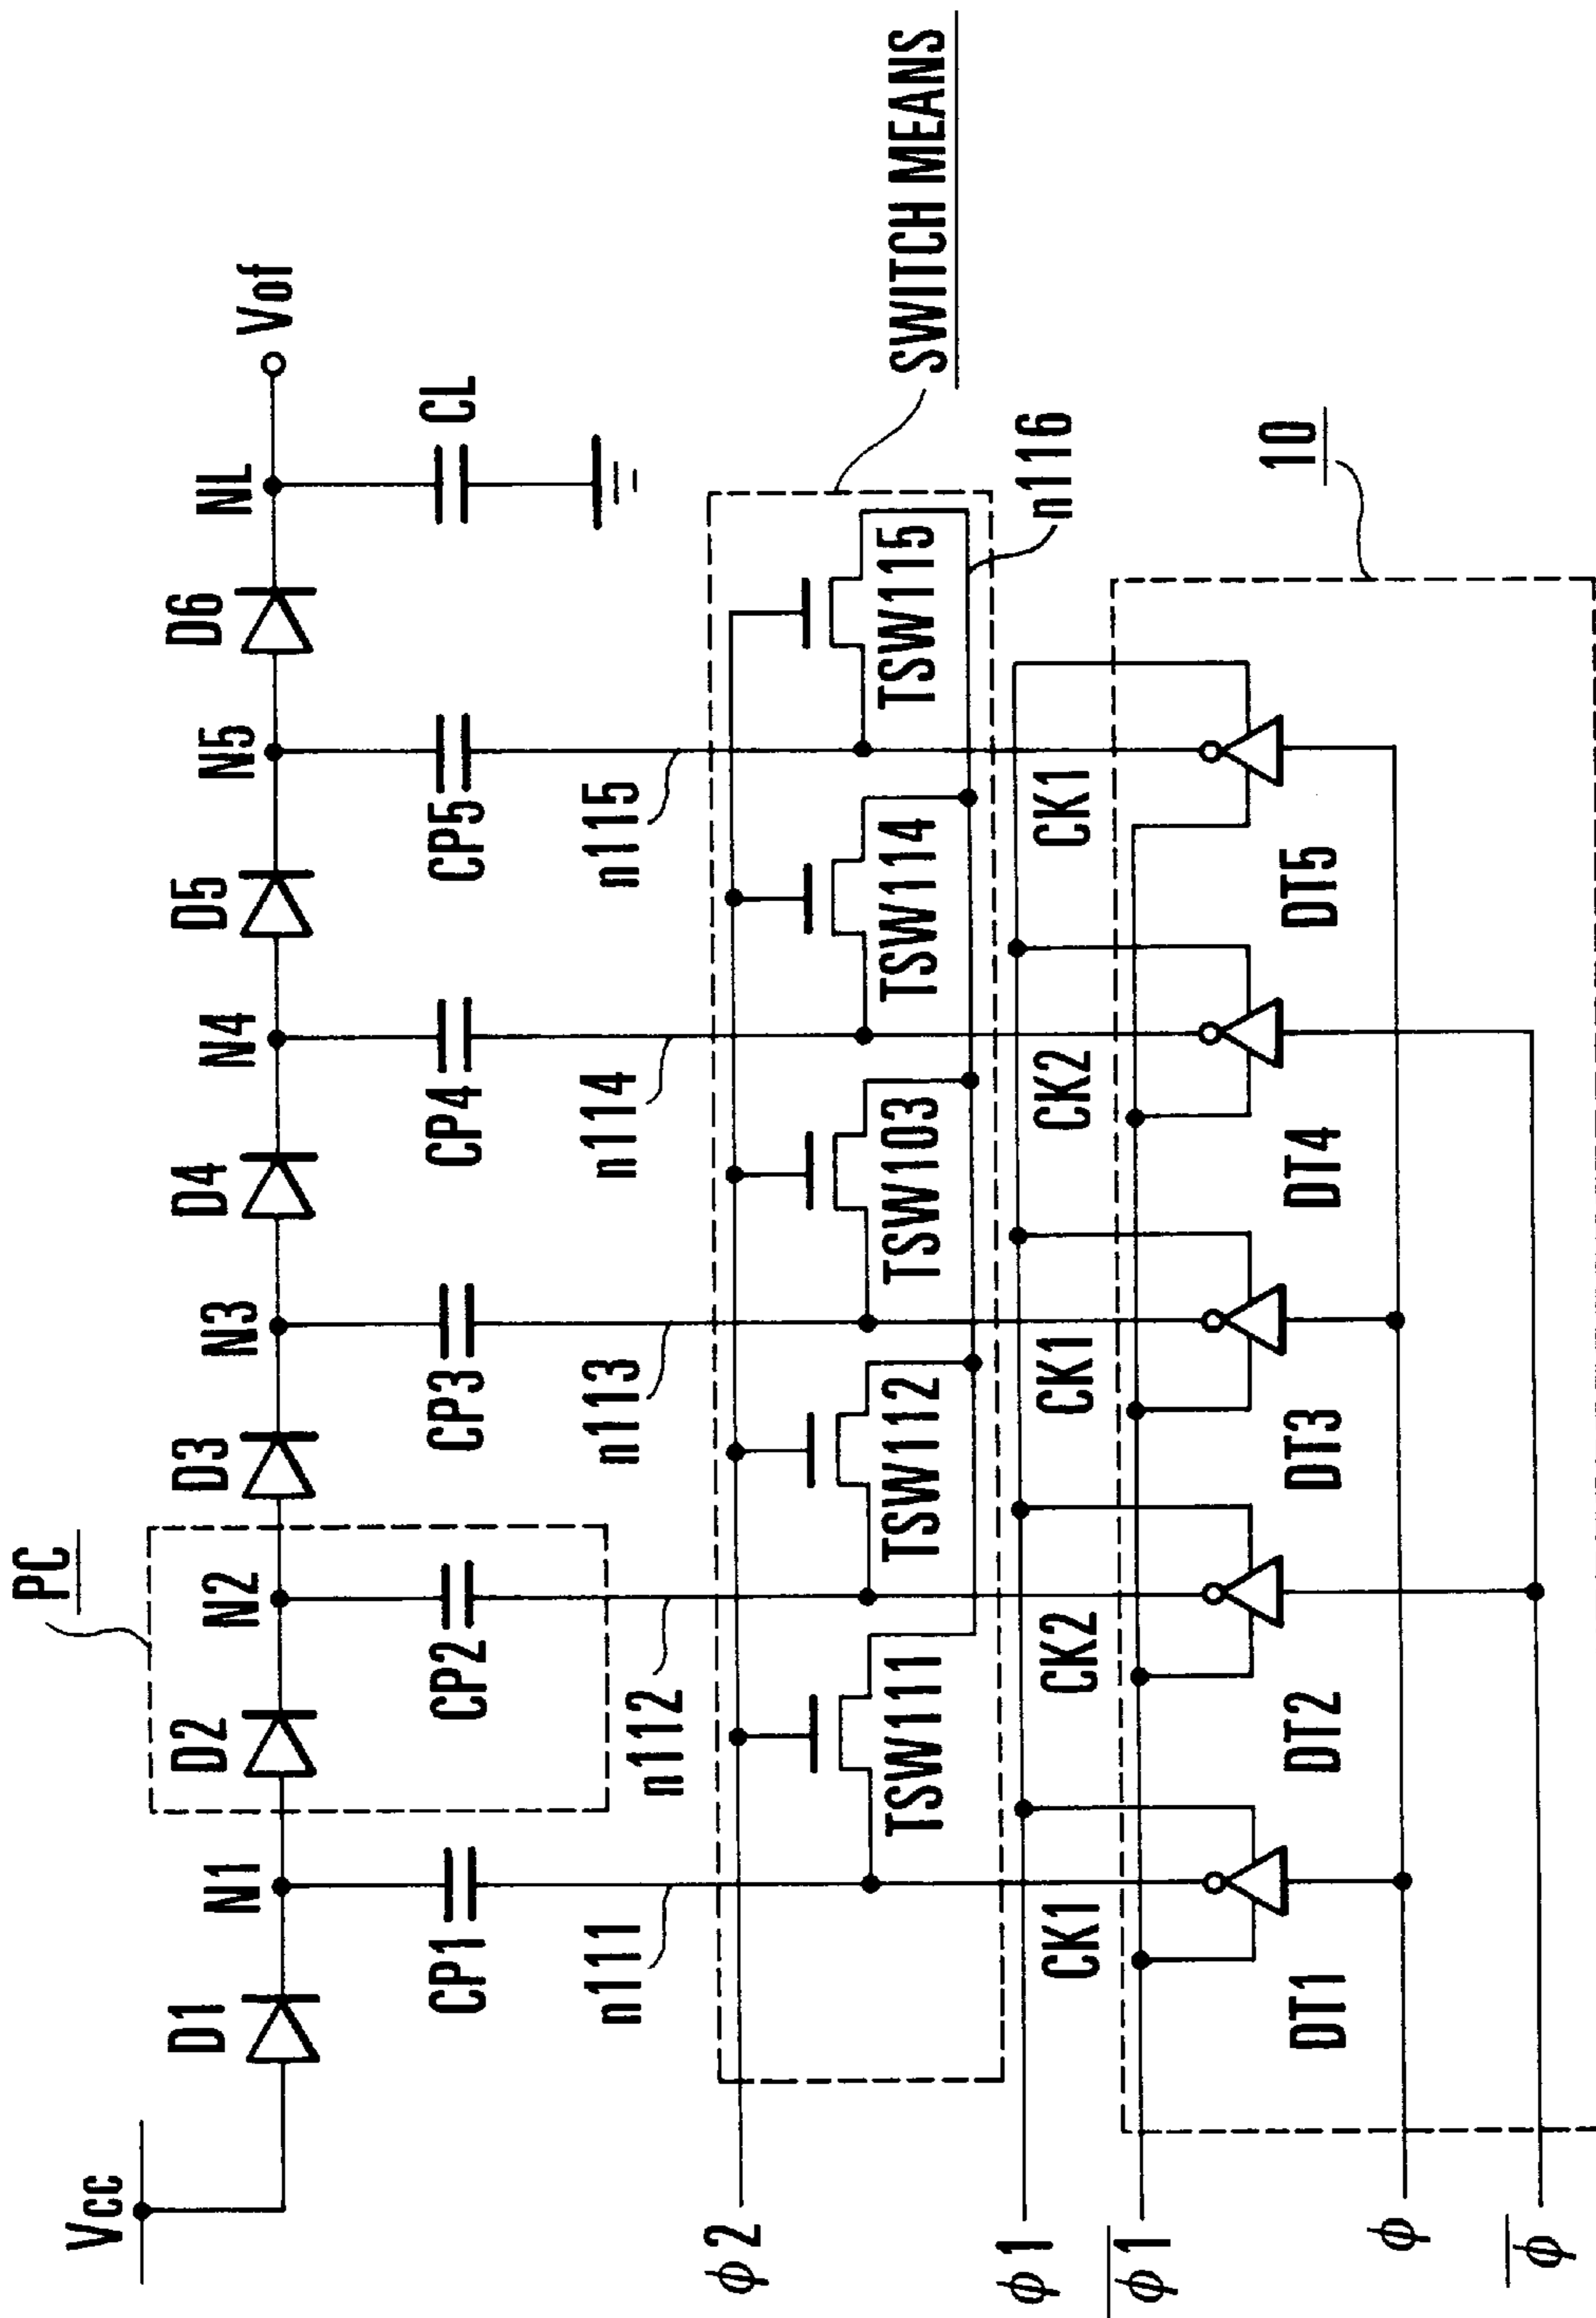 PC
Vcc
D1
D2
D3
D4
D5
D6
N1
N2
N3
N4
N5
NL
Vof
CP1
CP2
CP3
CP4
CP5
CL
n111
n112
n113
n114
n115
SWITCH MEANS
ϕ2
TSW111
TSW112
TSW103
TSW114
TSW115
n116
ϕ1
CK1
CK2
CK1
CK2
CK1
10
ϕ̅1̅
DT1
DT2
DT3
DT4
DT5
ϕ
ϕ̅